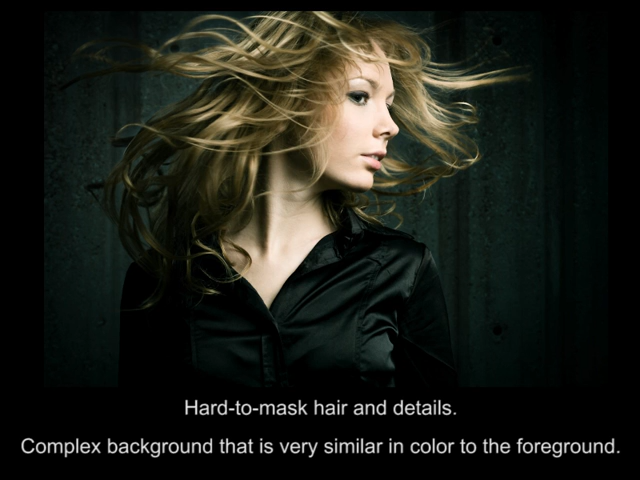 Hard-to-mask hair and details.
Complex background that is very similar in color to the foreground.